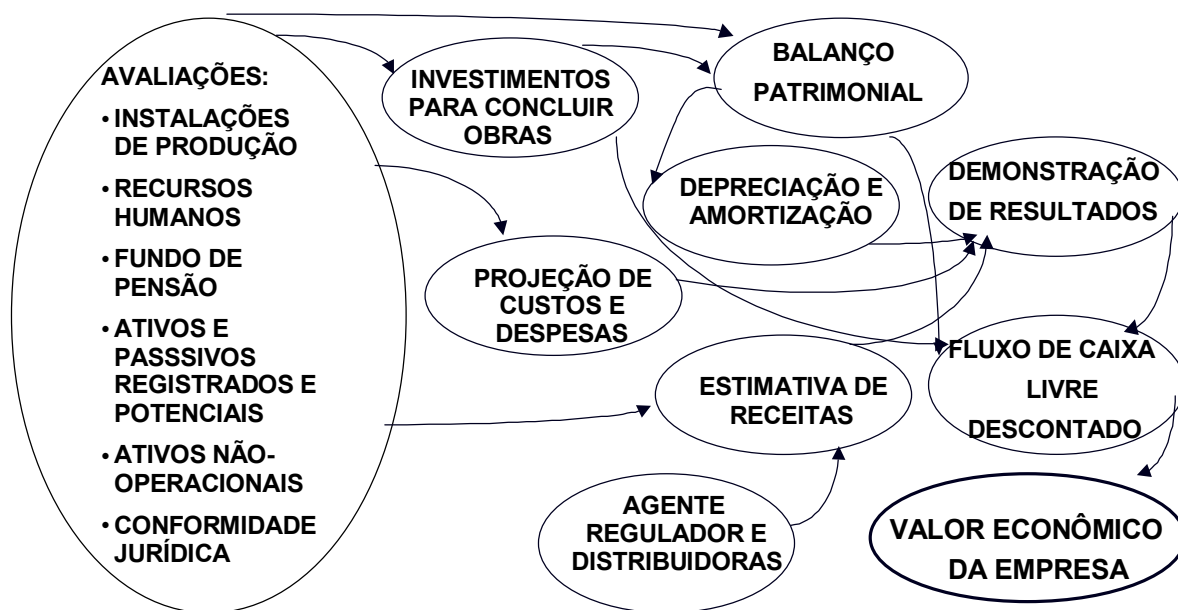 AVALIAÇÕES:
• INSTALAÇÕES
DE PRODUÇÃO
• RECURSOS
HUMANOS
• FUNDO DE
PENSÃO
• ATIVOS E
PASSSIVOS
REGISTRADOS E
POTENCIAIS
• ATIVOS NÃO-
OPERACIONAIS
• CONFORMIDADE
JURÍDICA
INVESTIMENTOS
PARA CONCLUIR
OBRAS
BALANÇO
PATRIMONIAL
DEPRECIAÇÃO E
AMORTIZAÇÃO
DEMONSTRAÇÃO
DE RESULTADOS
PROJEÇÃO DE
CUSTOS E
DESPESAS
ESTIMATIVA DE
RECEITAS
FLUXO DE CAIXA
LIVRE
DESCONTADO
AGENTE
REGULADOR E
DISTRIBUIDORAS
VALOR ECONÔMICO
DA EMPRESA